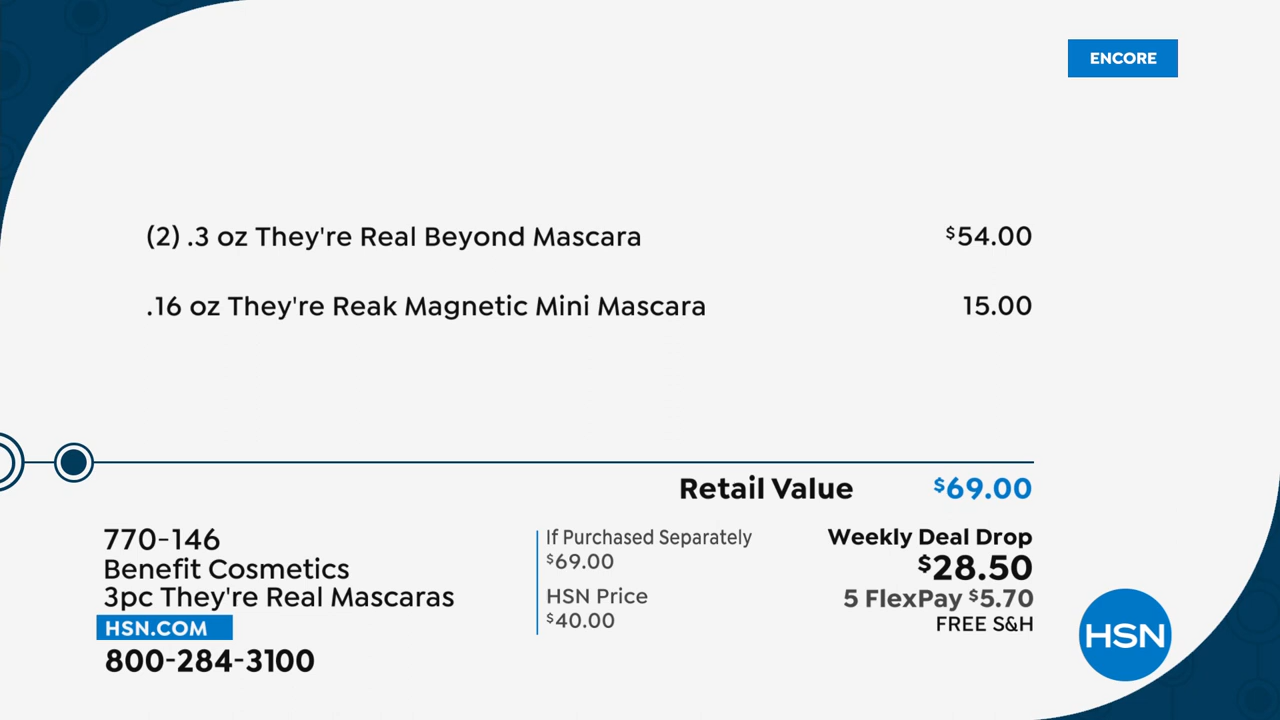 ENCORE
(2) .3 oz They're Real Beyond Mascara $54.00
.16 oz They're Reak Magnetic Mini Mascara 15.00
Retail Value $69.00
770-146
Benefit Cosmetics
3pc They're Real Mascaras
HSN.COM
800-284-3100
If Purchased Separately
$69.00
HSN Price
$40.00
Weekly Deal Drop
$28.50
5 FlexPay $5.70
FREE S&H
HSN